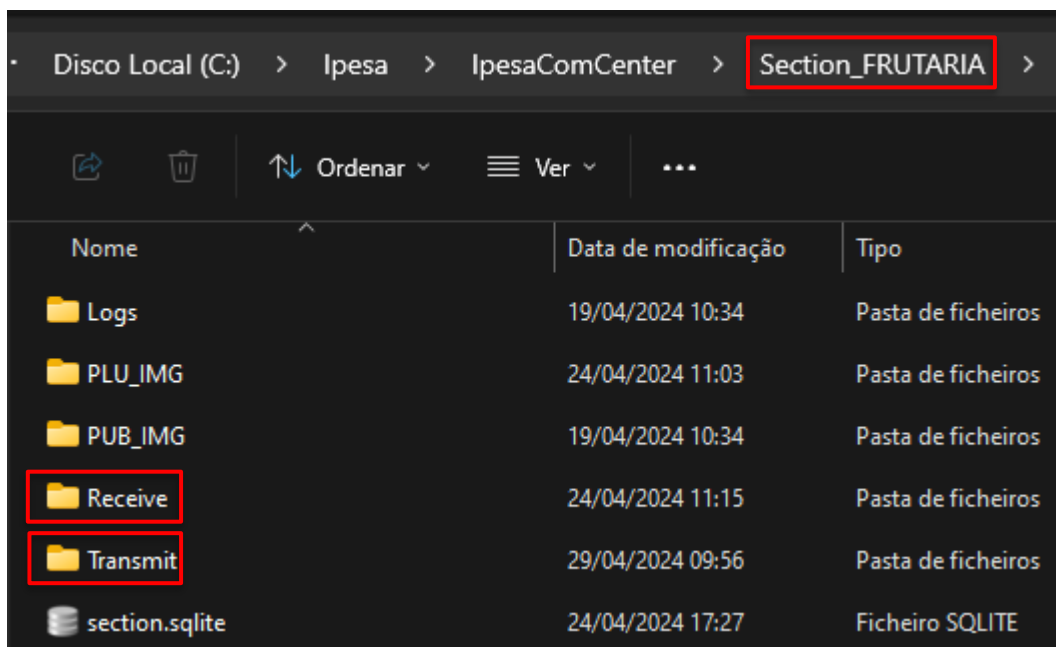 Disco Local (C:) > Ipesa > IpesaComCenter > Section_FRUTARIA >
Ordenar Ver ...
Nome Data de modificação Tipo
Logs 19/04/2024 10:34 Pasta de ficheiros
PLU_IMG 24/04/2024 11:03 Pasta de ficheiros
PUB_IMG 19/04/2024 10:34 Pasta de ficheiros
Receive 24/04/2024 11:15 Pasta de ficheiros
Transmit 29/04/2024 09:56 Pasta de ficheiros
section.sqlite 24/04/2024 17:27 Ficheiro SQLITE